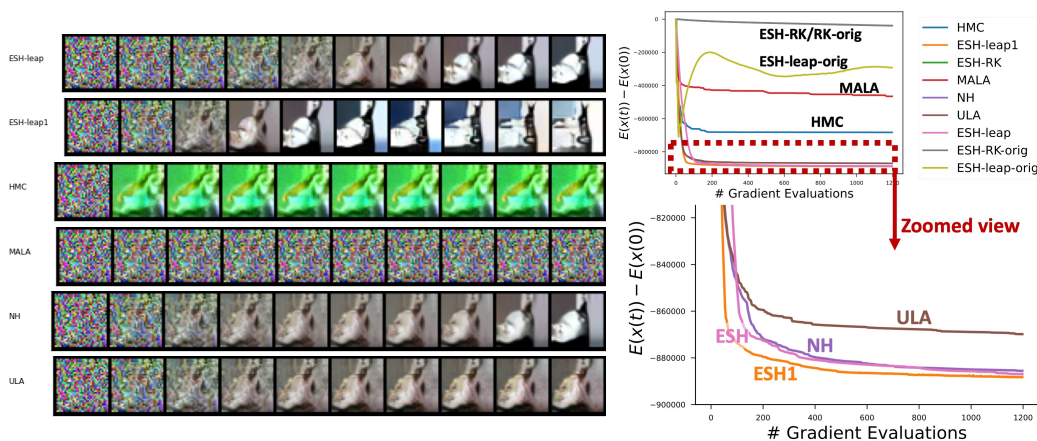 ESH-leap
ESH-leap1
HMC
MALA
NH
ULA
E(x(t)) − E(x(0))
0
−200000
−400000
−600000
−800000
ESH-RK/RK-orig
ESH-leap-orig
MALA
HMC
0 200 400 600 800 1000 1200
# Gradient Evaluations
HMC
ESH-leap1
ESH-RK
MALA
NH
ULA
ESH-leap
ESH-RK-orig
ESH-leap-orig
Zoomed view
E(x(t)) − E(x(0))
−820000
−840000
−860000
−880000
−900000
ULA
ESH
NH
ESH1
0 200 400 600 800 1000 1200
# Gradient Evaluations